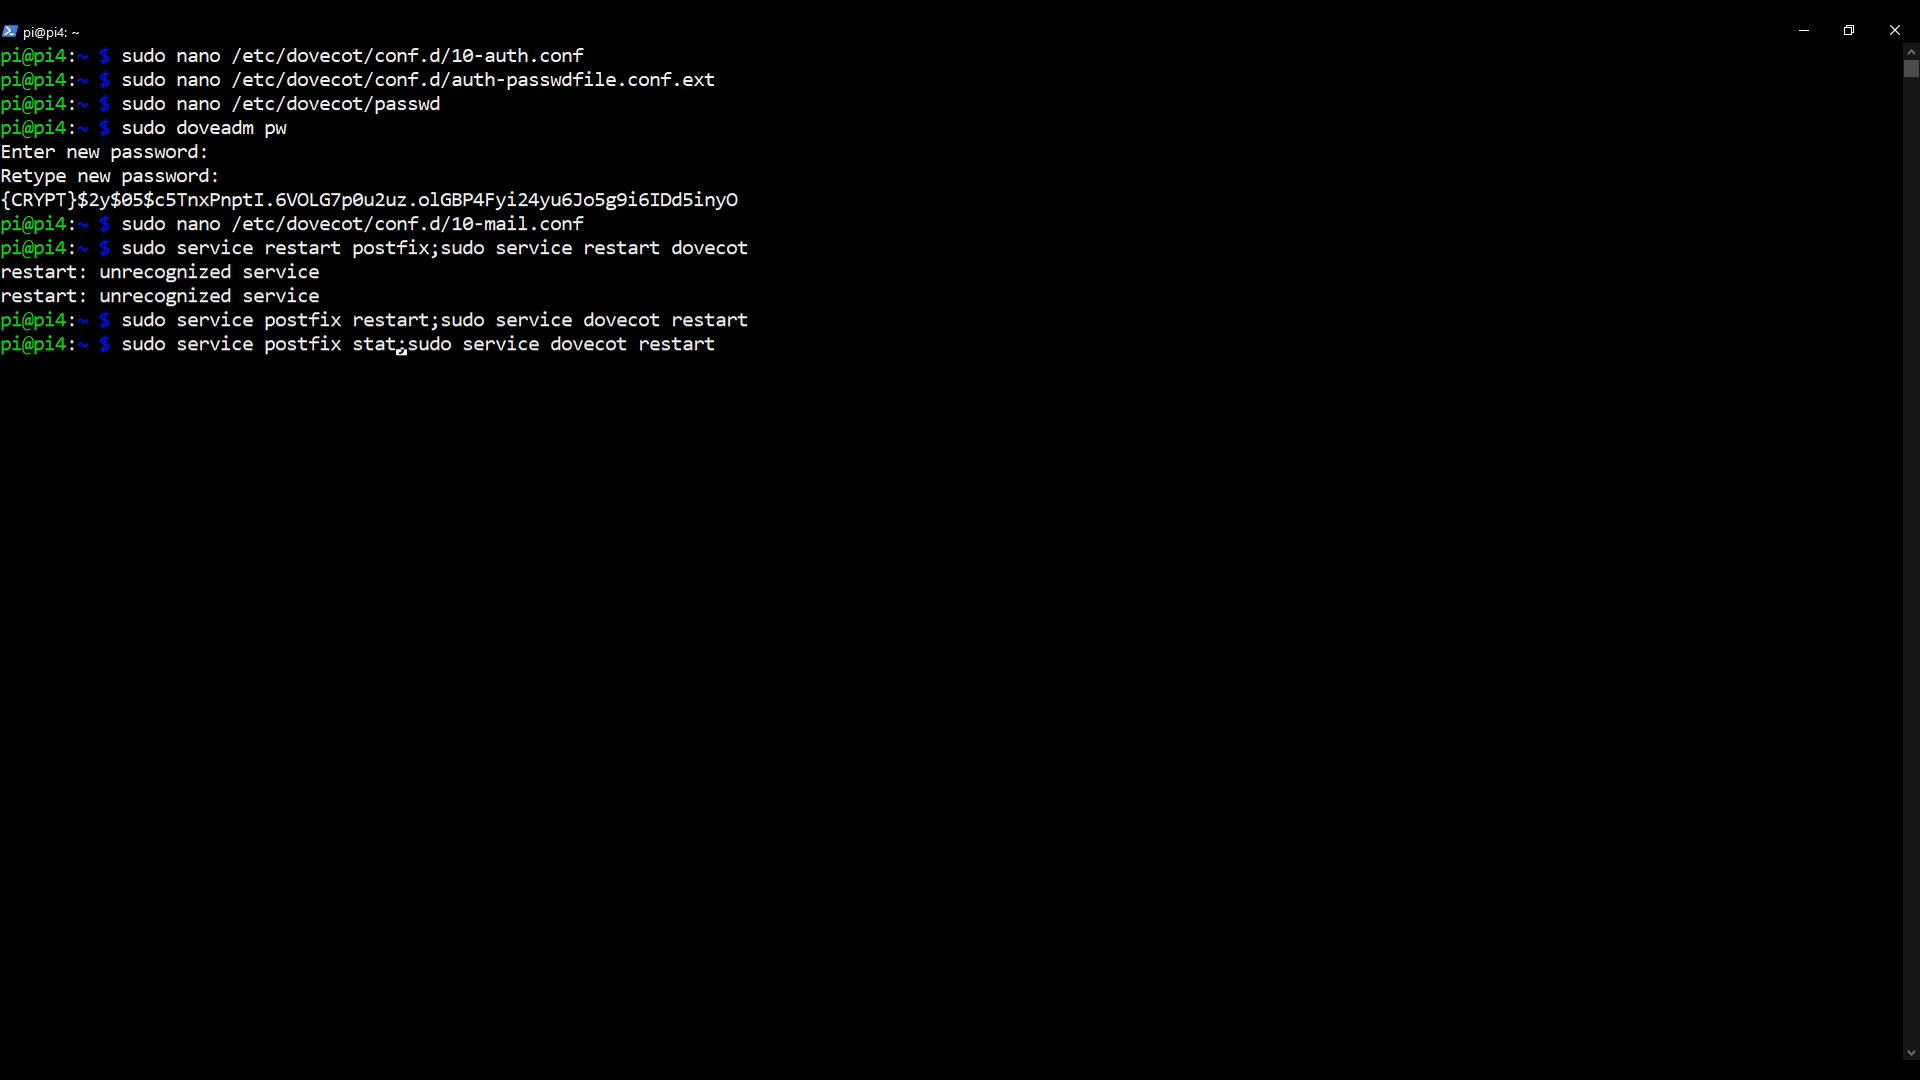 pi@pi4: ~
pi@pi4:~ $ sudo nano /etc/dovecot/conf.d/10-auth.conf
pi@pi4:~ $ sudo nano /etc/dovecot/conf.d/auth-passwdfile.conf.ext
pi@pi4:~ $ sudo nano /etc/dovecot/passwd
pi@pi4:~ $ sudo doveadm pw
Enter new password:
Retype new password:
{CRYPT}$2y$05$c5TnxPnptI.6VOLG7p0u2uz.olGBP4Fyi24yu6Jo5g9i6IDd5inyO
pi@pi4:~ $ sudo nano /etc/dovecot/conf.d/10-mail.conf
pi@pi4:~ $ sudo service restart postfix;sudo service restart dovecot
restart: unrecognized service
restart: unrecognized service
pi@pi4:~ $ sudo service postfix restart;sudo service dovecot restart
pi@pi4:~ $ sudo service postfix stat;sudo service dovecot restart